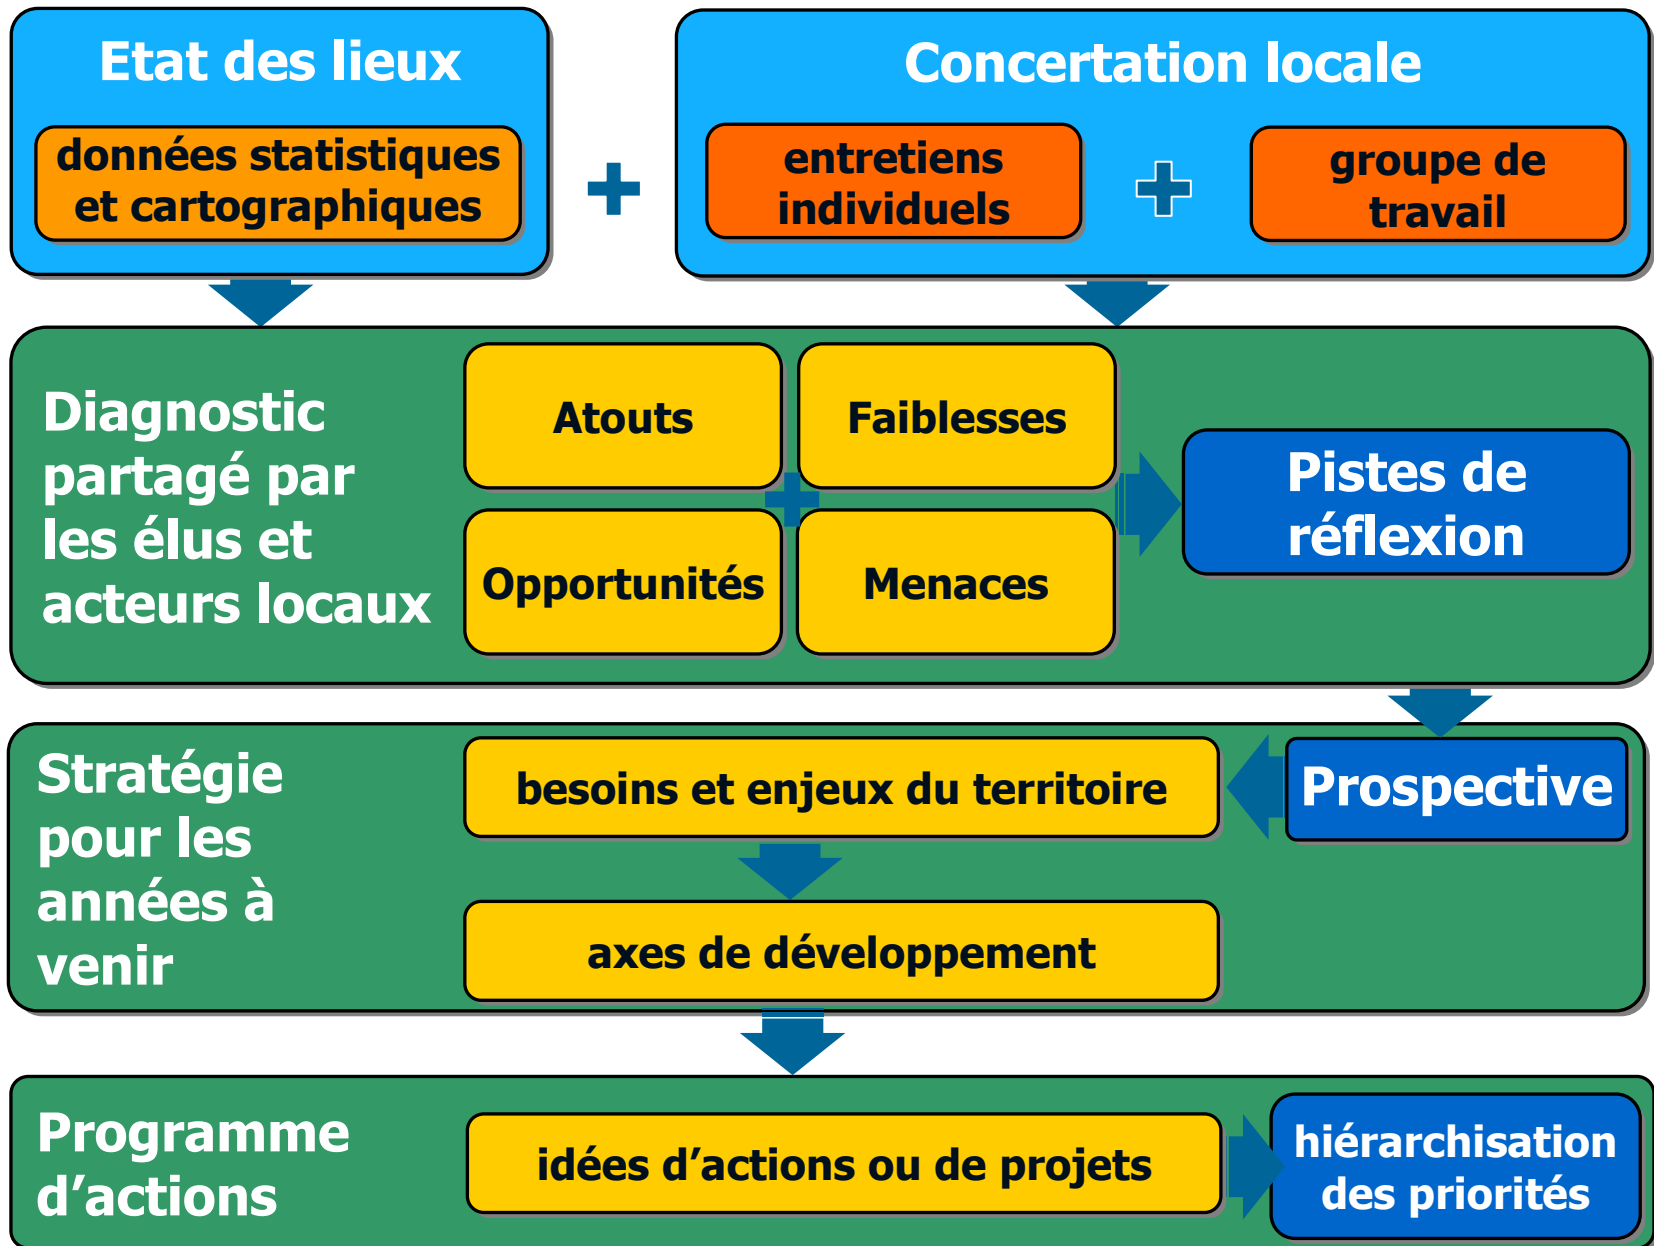 Etat des lieux
données statistiques
et cartographiques
Concertation locale
entretiens
individuels
groupe de
travail
Diagnostic
partagé par
les élus et
acteurs locaux
Atouts
Faiblesses
Opportunités
Menaces
Pistes de
réflexion
Stratégie
pour les
années à
venir
besoins et enjeux du territoire
Prospective
axes de développement
Programme
d’actions
idées d’actions ou de projets
hiérarchisation
des priorités